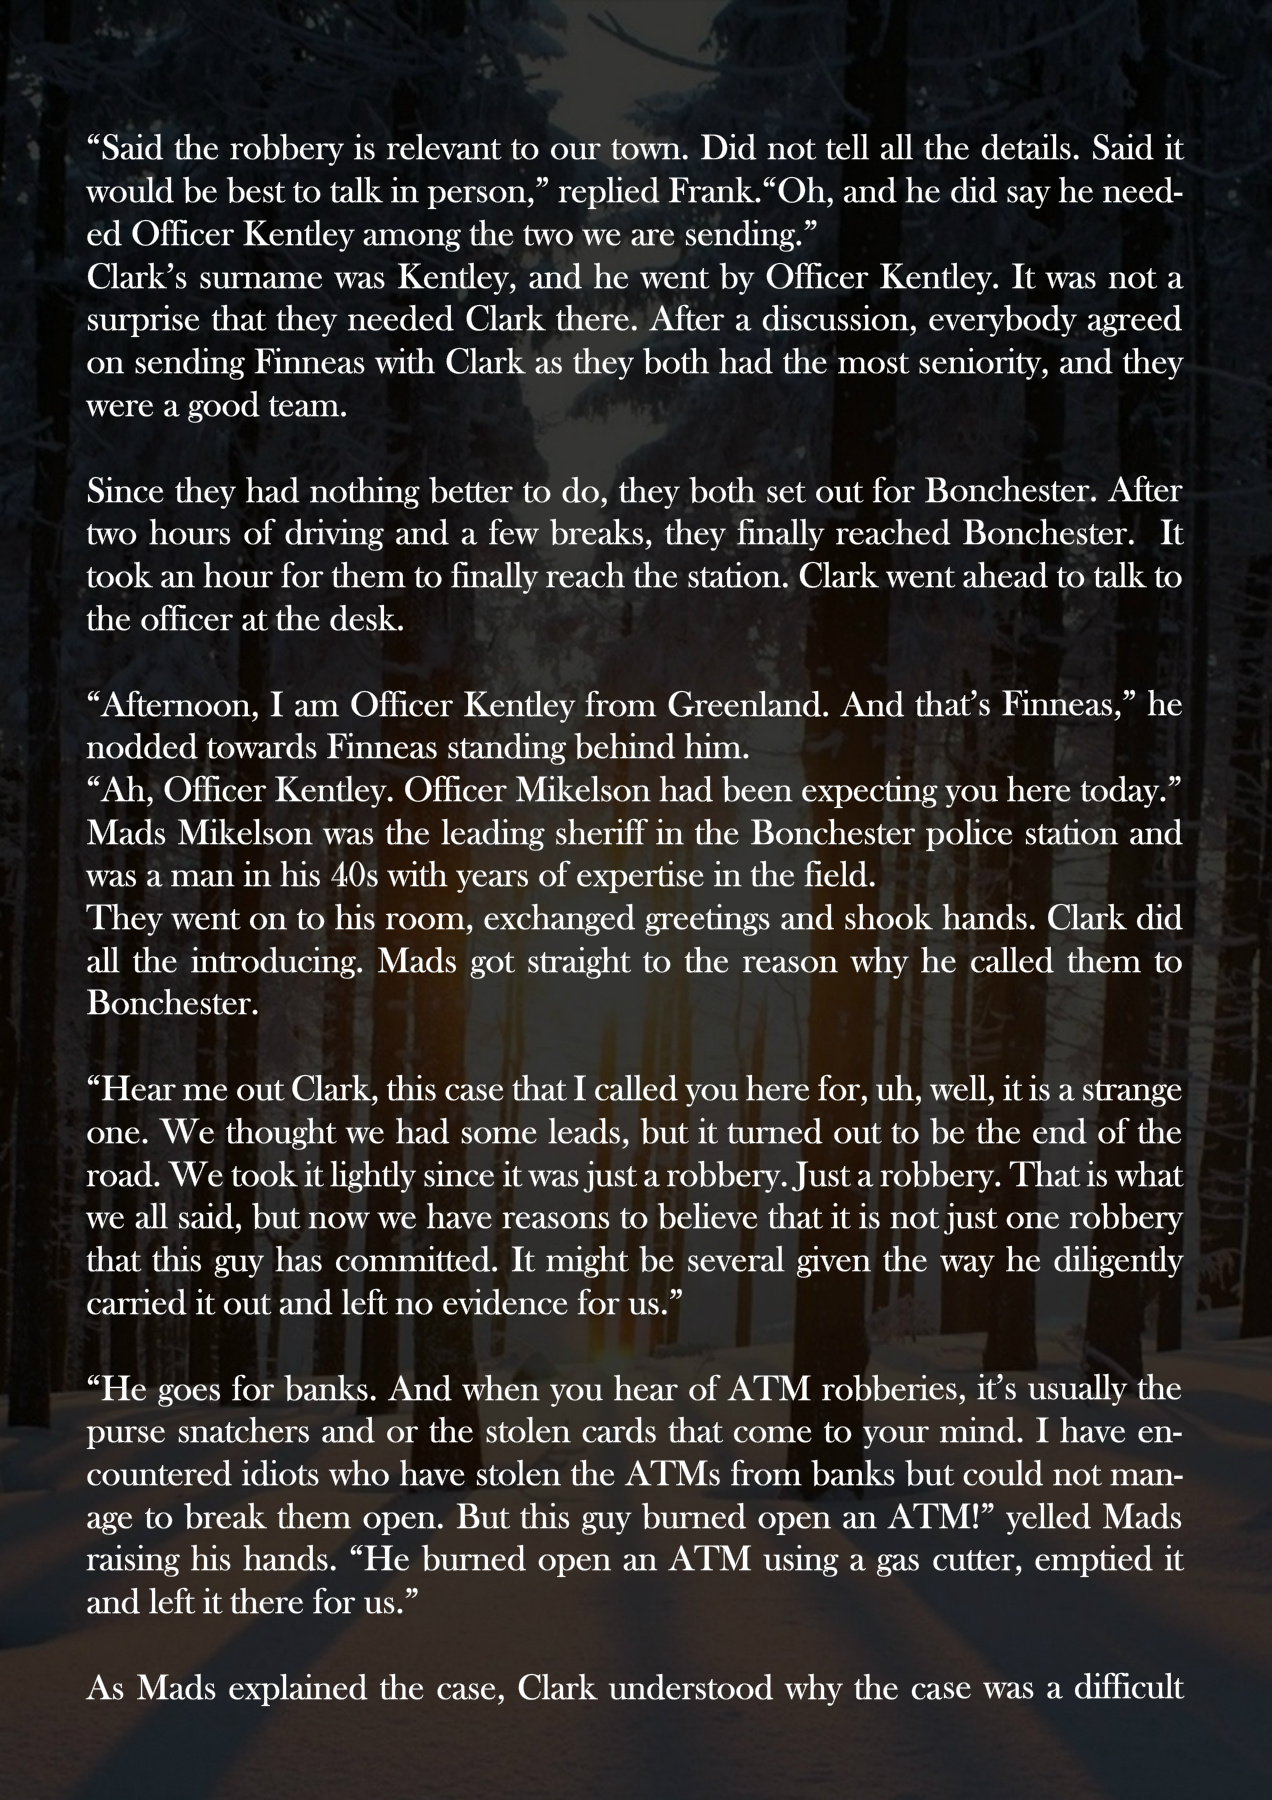 “Said the robbery is relevant to our town. Did not tell all the details. Said it
would be best to talk in person,” replied Frank.“Oh, and he did say he need-
ed Officer Kentley among the two we are sending.”
Clark’s surname was Kentley, and he went by Officer Kentley. It was not a
surprise that they needed Clark there. After a discussion, everybody agreed
on sending Finneas with Clark as they both had the most seniority, and they
were a good team.
Since they had nothing better to do, they both set out for Bonchester. After
two hours of driving and a few breaks, they finally reached Bonchester.  It
took an hour for them to finally reach the station. Clark went ahead to talk to
the officer at the desk.
“Afternoon, I am Officer Kentley from Greenland. And that’s Finneas,” he
nodded towards Finneas standing behind him.
“Ah, Officer Kentley. Officer Mikelson had been expecting you here today.”
Mads Mikelson was the leading sheriff in the Bonchester police station and
was a man in his 40s with years of expertise in the field.
They went on to his room, exchanged greetings and shook hands. Clark did
all the introducing. Mads got straight to the reason why he called them to
Bonchester.
“Hear me out Clark, this case that I called you here for, uh, well, it is a strange
one. We thought we had some leads, but it turned out to be the end of the
road. We took it lightly since it was just a robbery. Just a robbery. That is what
we all said, but now we have reasons to believe that it is not just one robbery
that this guy has committed. It might be several given the way he diligently
carried it out and left no evidence for us.”
“He goes for banks. And when you hear of ATM robberies, it’s usually the
purse snatchers and or the stolen cards that come to your mind. I have en-
countered idiots who have stolen the ATMs from banks but could not man-
age to break them open. But this guy burned open an ATM!” yelled Mads
raising his hands. “He burned open an ATM using a gas cutter, emptied it
and left it there for us.”
As Mads explained the case, Clark understood why the case was a difficult